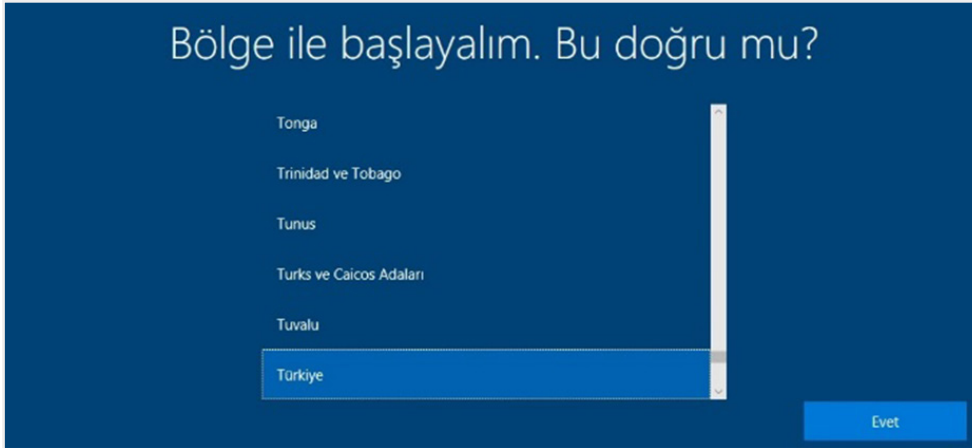 Bölge ile başlayalım. Bu doğru mu?
Tonga
Trinidad ve Tobago
Tunus
Turks ve Caicos Adaları
Tuvalu
Türkiye
Evet